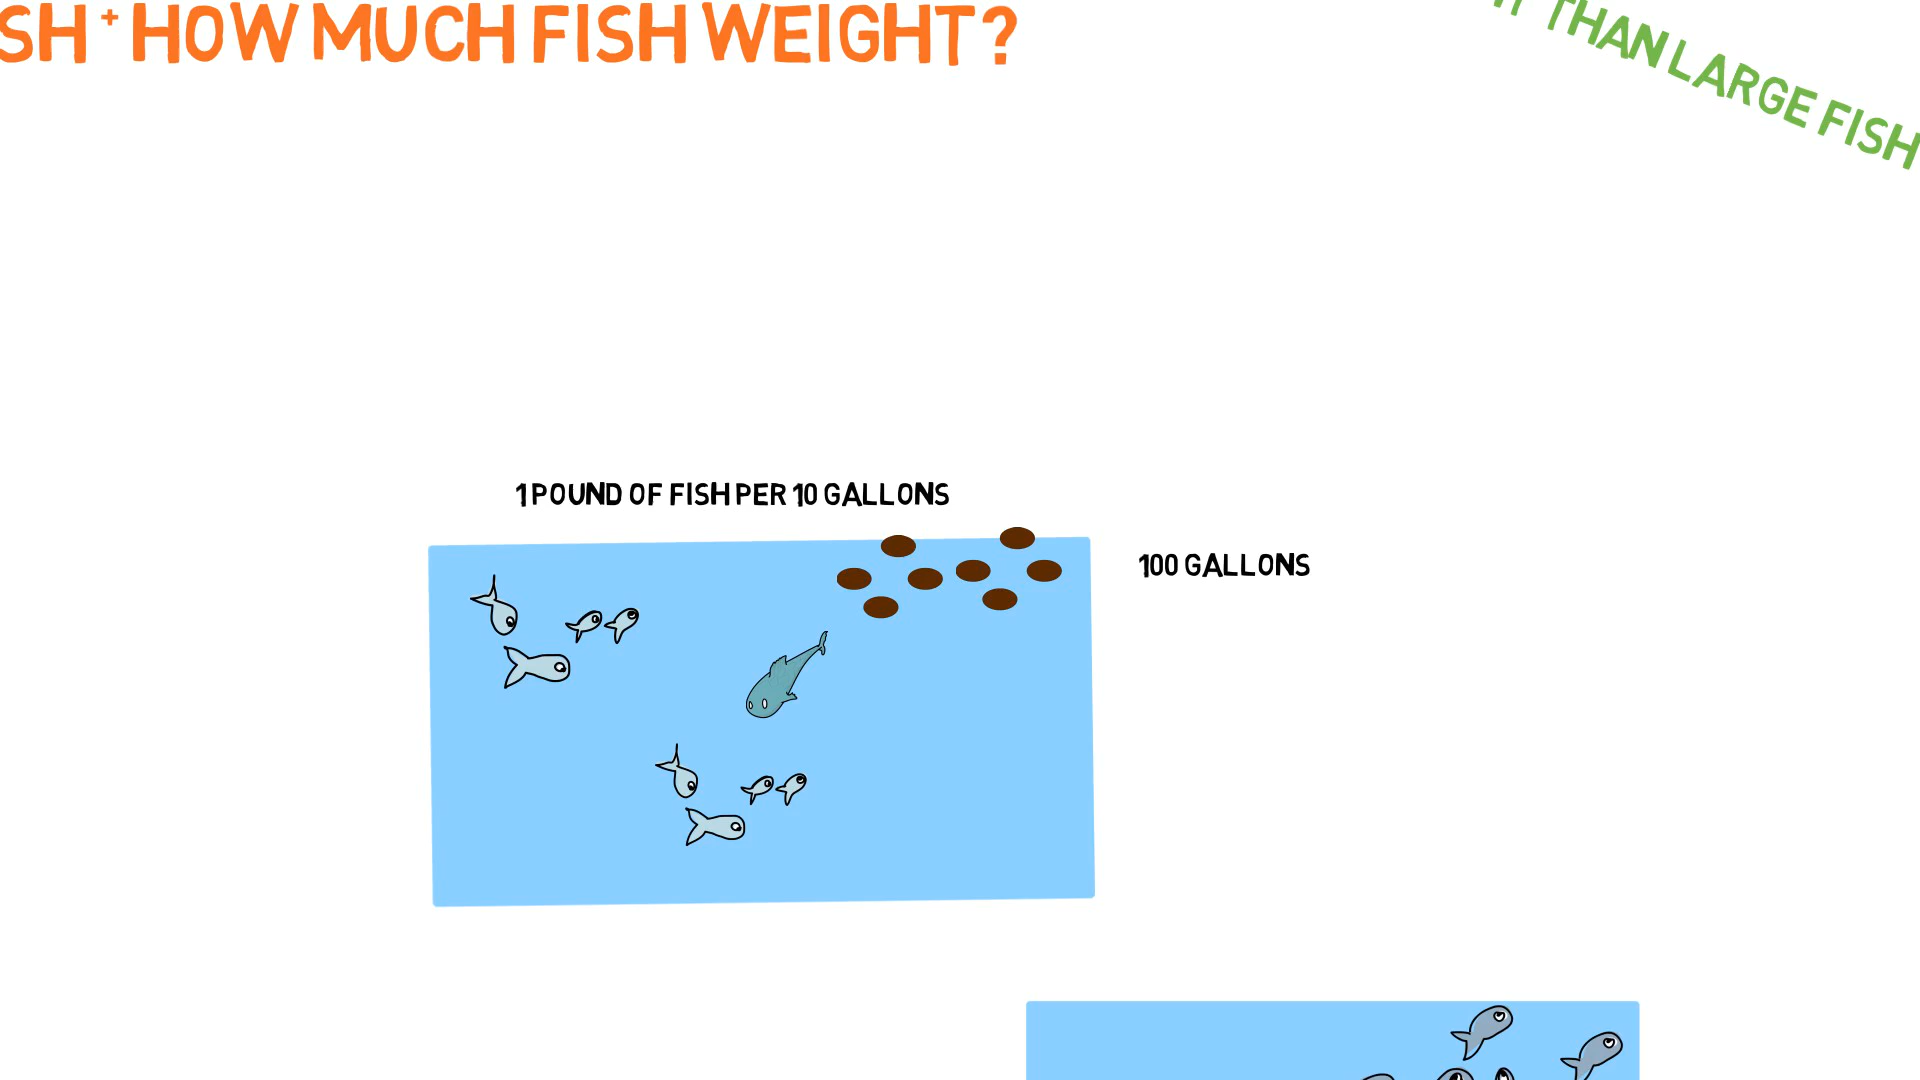 SH + HOW MUCH FISH WEIGHT?
THAN LARGE FISH
1 POUND OF FISH PER 10 GALLONS
100 GALLONS